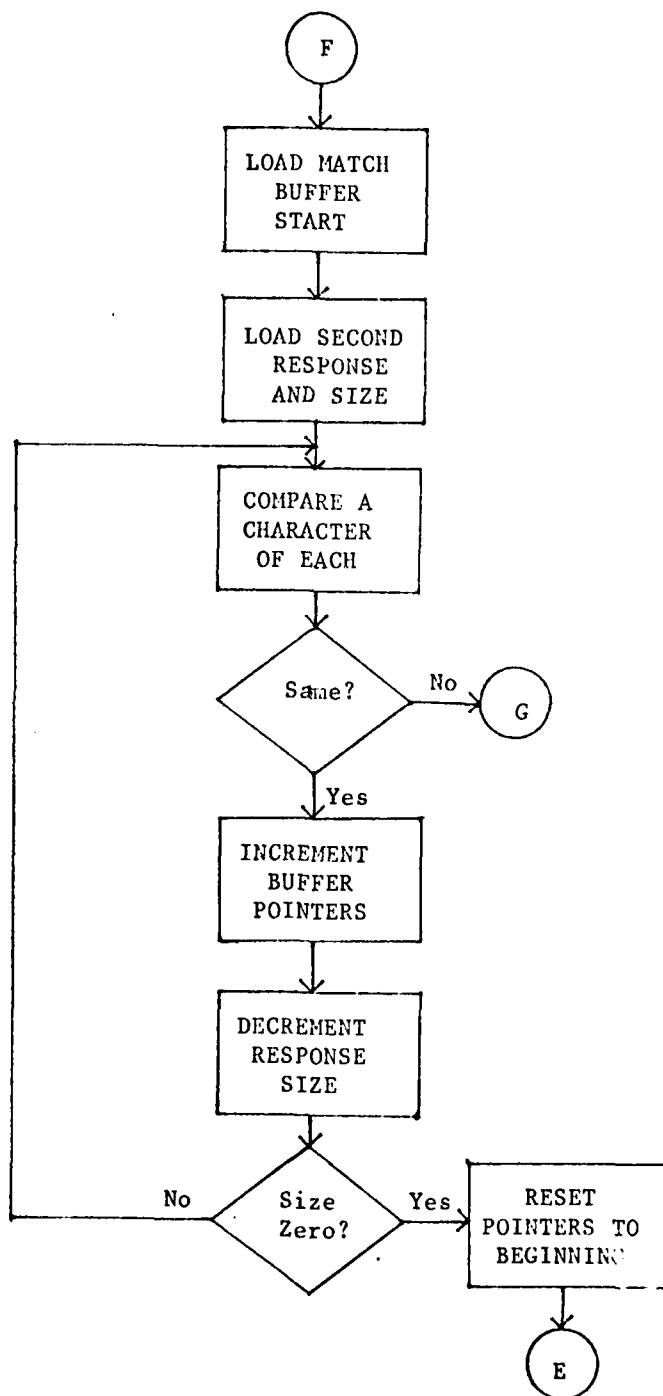 F
LOAD MATCH
BUFFER
START
LOAD SECOND
RESPONSE
AND SIZE
COMPARE A
CHARACTER
OF EACH
Same?
No
G
Yes
INCREMENT
BUFFER
POINTERS
DECREMENT
RESPONSE
SIZE
No
Size
Zero?
Yes
RESET
POINTERS TO
BEGINNING
E